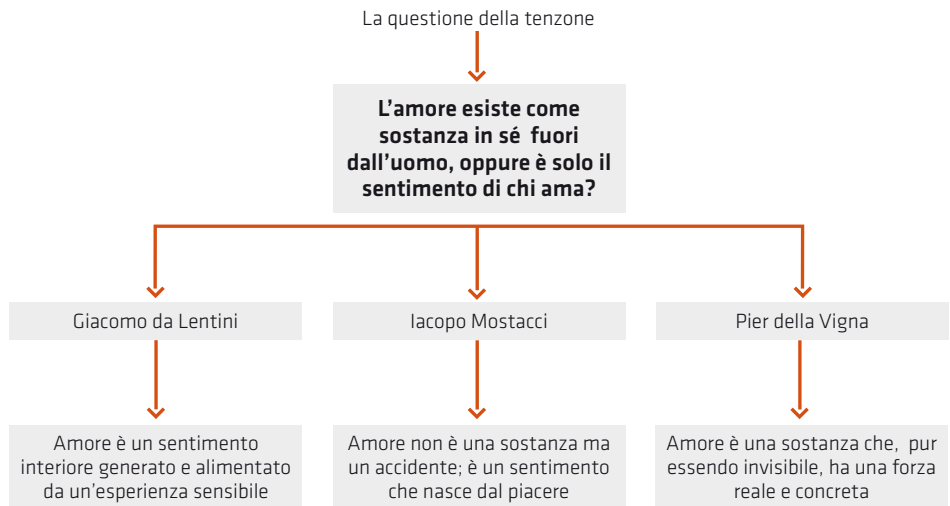 La questione della tenzone
L'amore esiste come
sostanza in sé fuori
dall'uomo, oppure è solo il
sentimento di chi ama?
Giacomo da Lentini
Iacopo Mostacci
Pier della Vigna
Amore è un sentimento
interiore generato e alimentato
da un'esperienza sensibile
Amore non è una sostanza ma
un accidente; è un sentimento
che nasce dal piacere
Amore è una sostanza che, pur
essendo invisibile, ha una forza
reale e concreta